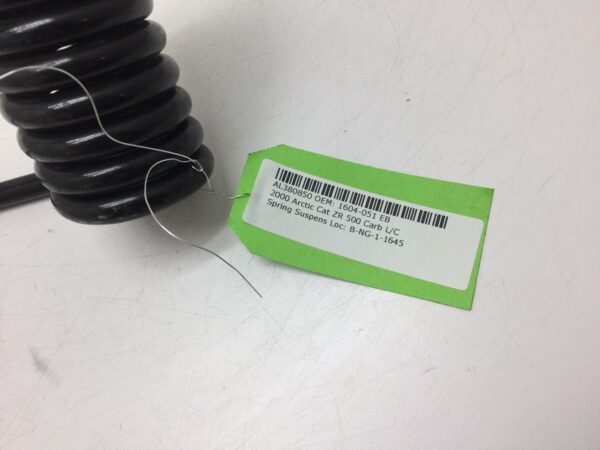 AL380850 OEM: 1604-051 EB
2000 Arctic Cat ZR 500 Carb L/C
Spring Suspens Loc: B-NG-1-1645